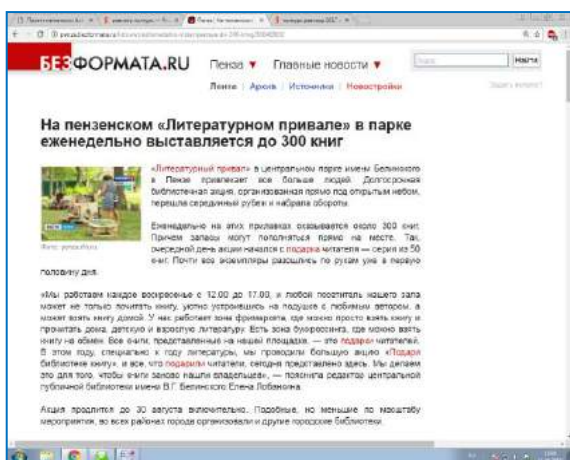 БЕЗФОРМАТА.RU
Пенза ▼ Главные новости ▼
Найти
Лента | Архив | Источники | Новостройки
На пензенском «Литературном привале» в парке
еженедельно выставляется до 300 книг
«Литературный привал» в центральном парке имени Белинского
в Пензе привлекает все больше людей. Долгосрочная
библиотечная акция, организованная прямо под открытым небом,
перешла серединный рубеж и набрала обороты.
Еженедельно на этих прилавках оказывается около 300 книг.
Причем запасы могут пополняться прямо на месте. Так,
очередной день акции начался с подарка читателя — серия из 50
книг. Почти все экземпляры разошлись по рукам уже в первую
половину дня.
«Мы работаем каждое воскресенье с 12.00 до 17.00, и любой посетитель нашего зала
может не только почитать книгу, уютно устроившись на подушке с любимым автором, а
может взять книгу домой. У нас работает зона фримаркета, где можно просто взять книгу и
прочитать дома, детскую и взрослую литературу. Есть зона букроссинга, где можно взять
книгу на обмен. Все книги, представленные на нашей площадке, — это подарки читателей.
В этом году, специально к году литературы, мы проводили большую акцию «Подари
библиотеке книгу», и все, что подарили читатели, сегодня представлено здесь. Мы делаем
это для того, чтобы книги заново нашли владельцев», — пояснила редактор центральной
публичной библиотеки имени В.Г. Белинского Елена Лобанкина.
Акция продлится до 30 августа включительно. Подобные, но меньшие по масштабу
мероприятия, во всех районах города организовали и другие городские библиотеки.